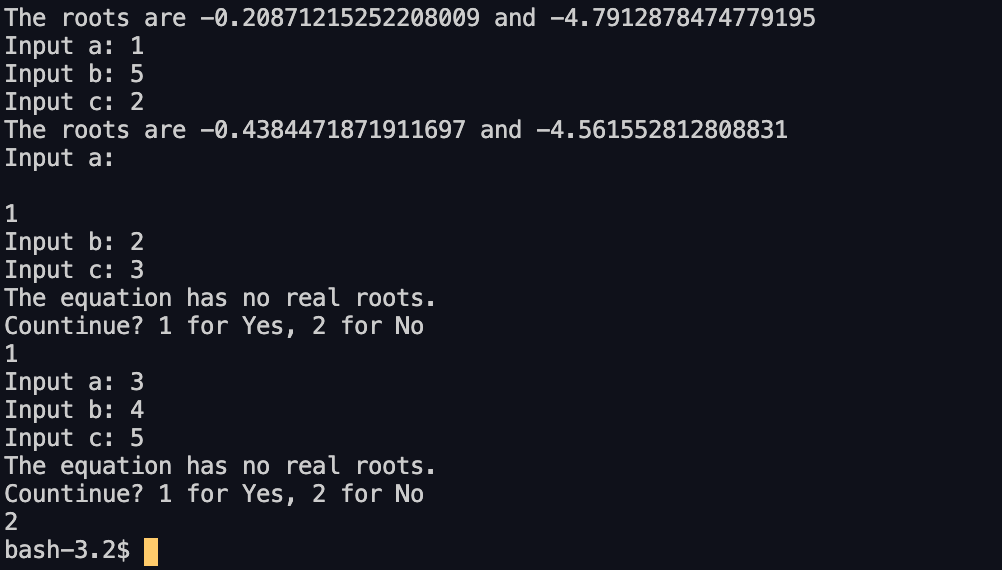 The roots are -0.20871215252208009 and -4.7912878474779195
Input a: 1
Input b: 5
Input c: 2
The roots are -0.4384471871911697 and -4.561552812808831
Input a:
1
Input b: 2
Input c: 3
The equation has no real roots.
Countinue? 1 for Yes, 2 for No
1
Input a: 3
Input b: 4
Input c: 5
The equation has no real roots.
Countinue? 1 for Yes, 2 for No
2
bash-3.2$